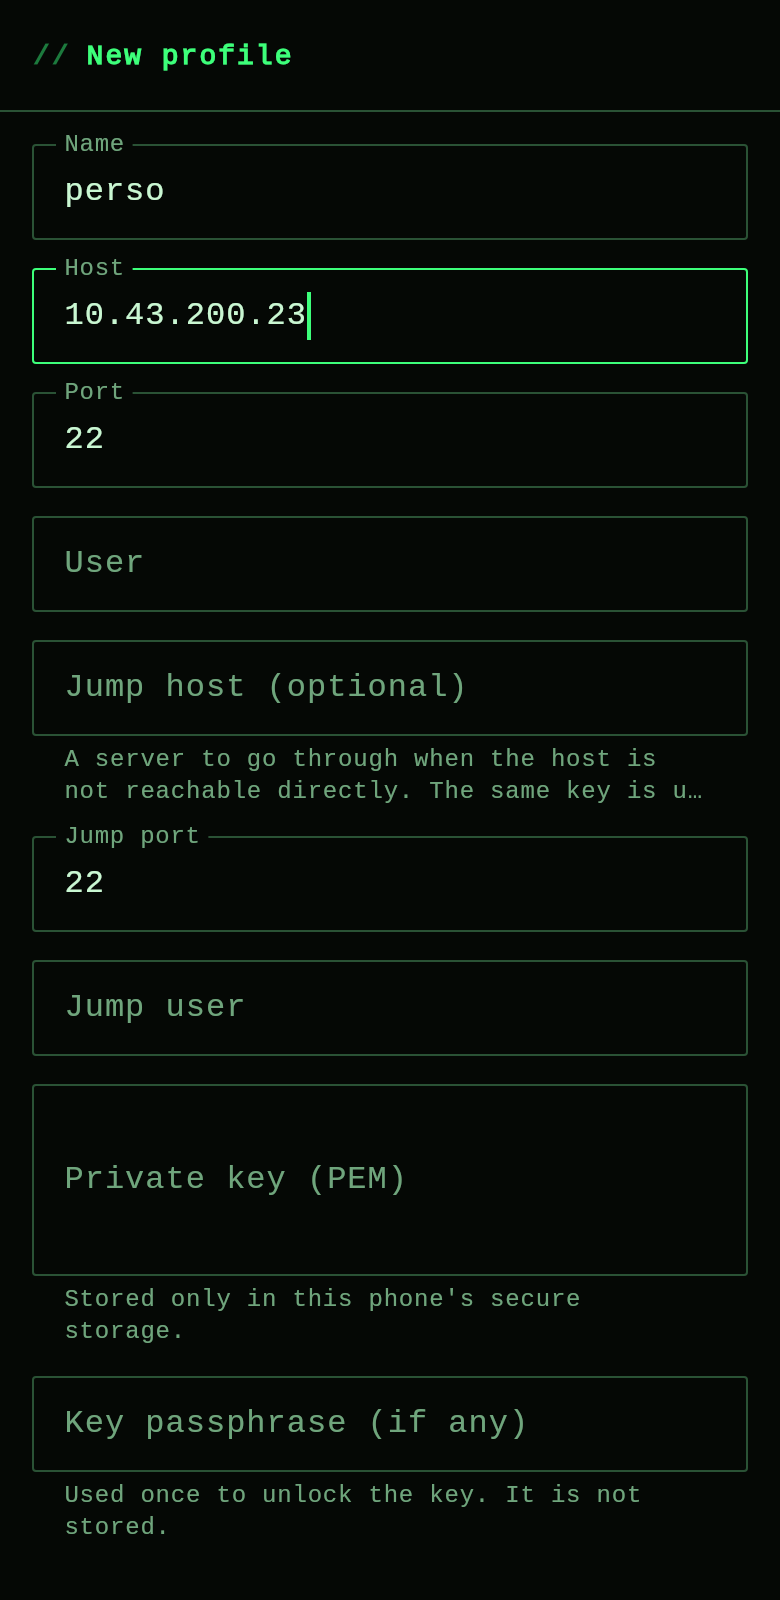 // New profile
Name
perso
Host
10.43.200.23
Port
22
User
Jump host (optional)
A server to go through when the host is
not reachable directly. The same key is u…
Jump port
22
Jump user
Private key (PEM)
Stored only in this phone's secure
storage.
Key passphrase (if any)
Used once to unlock the key. It is not
stored.